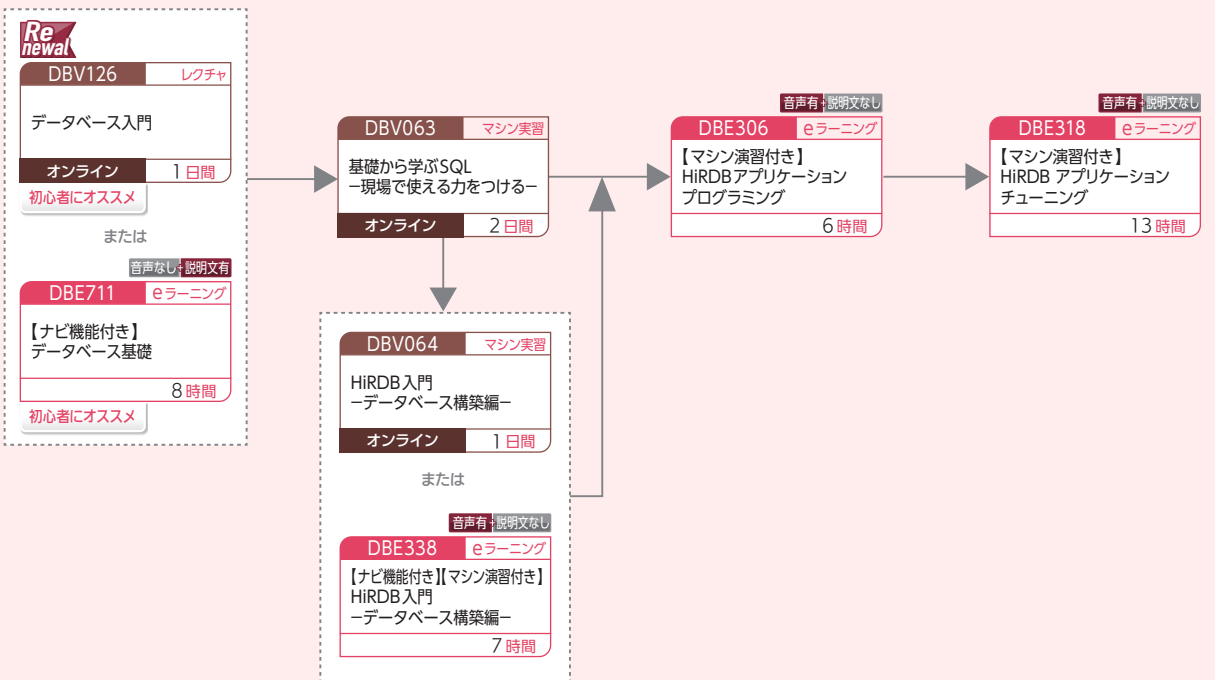 Re
newal
DBV126 レクチャ
データベース入門
オンライン 1日間
初心者にオススメ
または
音声なし+説明文有
DBE711 eラーニング
【ナビ機能付き】
データベース基礎
8時間
初心者にオススメ
DBV063 マシン実習
基礎から学ぶSQL
−現場で使える力をつける−
オンライン 2日間
DBV064 マシン実習
HiRDB入門
−データベース構築編−
オンライン 1日間
または
音声有+説明文なし
DBE338 eラーニング
【ナビ機能付き】【マシン演習付き】
HiRDB入門
−データベース構築編−
7時間
音声有+説明文なし
DBE306 eラーニング
【マシン演習付き】
HiRDBアプリケーション
プログラミング
6時間
音声有+説明文なし
DBE318 eラーニング
【マシン演習付き】
HiRDB アプリケーション
チューニング
13時間